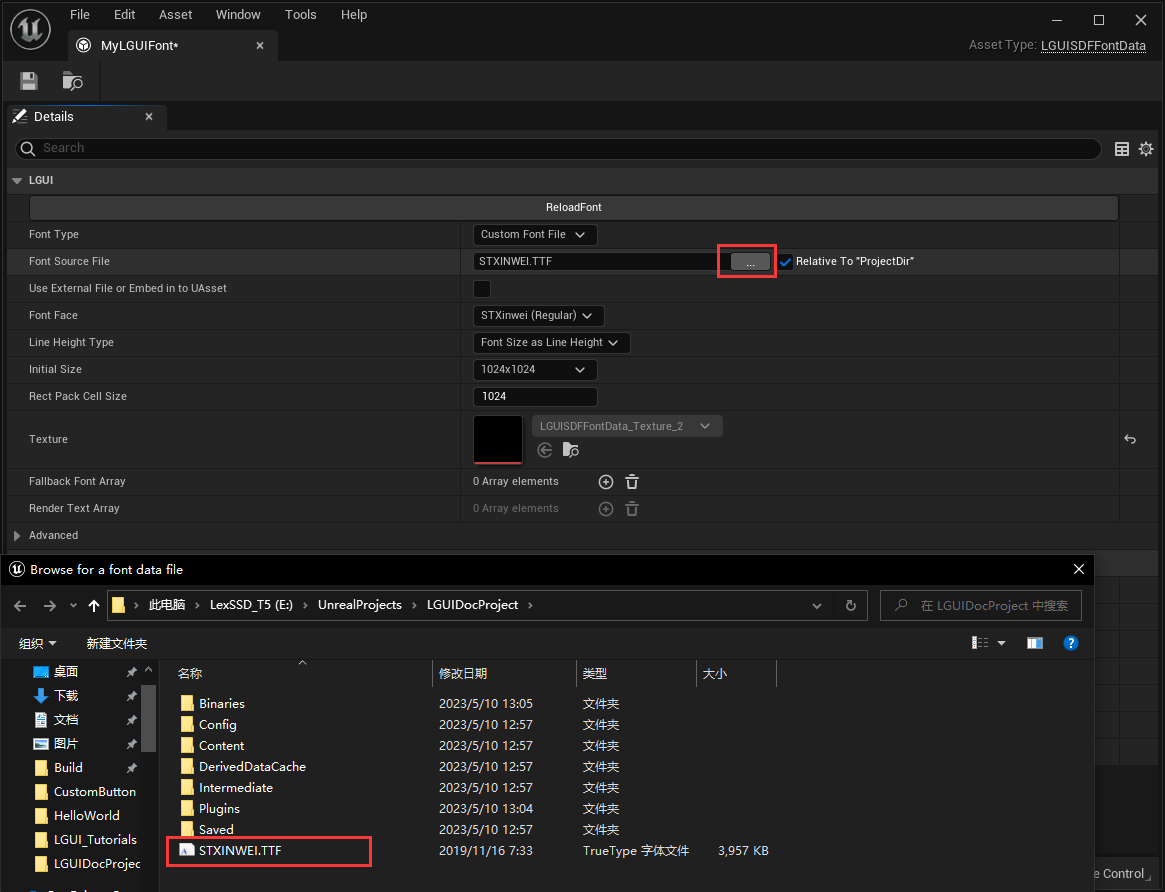 File Edit Asset Window Tools Help
MyLGUIFont*
Asset Type: LGUISDFFontData
Details
Search
LGUI
ReloadFont
Font Type Custom Font File
Font Source File STXINWEI.TTF ... Relative To "ProjectDir"
Use External File or Embed in to UAsset
Font Face STXinwei (Regular)
Line Height Type Font Size as Line Height
Initial Size 1024x1024
Rect Pack Cell Size 1024
Texture LGUISDFFontData_Texture_2
Fallback Font Array 0 Array elements
Render Text Array 0 Array elements
Advanced
Browse for a font data file
此电脑 › LexSSD_T5 (E:) › UnrealProjects › LGUIDocProject ›
在 LGUIDocProject 中搜索
组织 新建文件夹
桌面
下载
文档
图片
Build
CustomButton
HelloWorld
LGUI_Tutorials
LGUIDocProjec
名称 修改日期 类型 大小
Binaries 2023/5/10 13:05 文件夹
Config 2023/5/10 12:57 文件夹
Content 2023/5/10 12:57 文件夹
DerivedDataCache 2023/5/10 12:57 文件夹
Intermediate 2023/5/10 12:57 文件夹
Plugins 2023/5/10 13:04 文件夹
Saved 2023/5/10 12:57 文件夹
STXINWEI.TTF 2019/11/16 7:33 TrueType 字体文件 3,957 KB
e Control